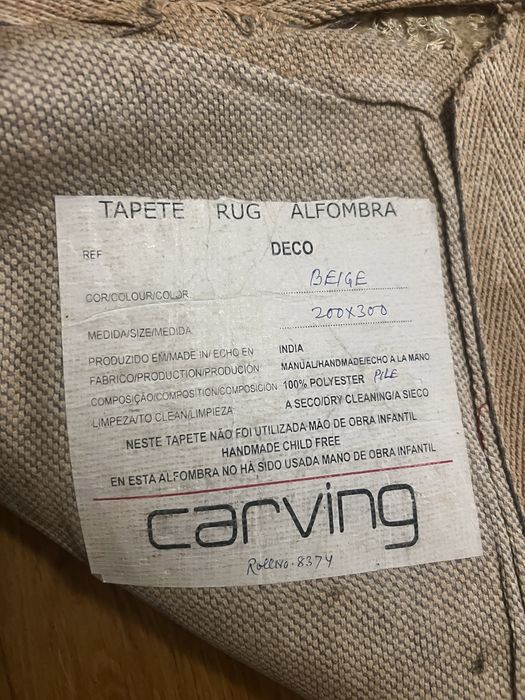 TAPETE RUG ALFOMBRA
REF DECO
COR/COLOUR/COLOR BEIGE
MEDIDA/SIZE/MEDIDA 200X300
PRODUZIDO EM/MADE IN/ECHO EN INDIA
FABRICO/PRODUCTION/PRODUCIÓN MANUAL/HANDMADE/ECHO A LA MANO
COMPOSIÇÃO/COMPOSITION/COMPOSICIÓN 100% POLYESTER PILE
LIMPEZA/TO CLEAN/LIMPIEZA A SECO/DRY CLEANING/A SIECO
NESTE TAPETE NÃO FOI UTILIZADA MÃO DE OBRA INFANTIL
HANDMADE CHILD FREE
EN ESTA ALFOMBRA NO HÁ SIDO USADA MANO DE OBRA INFANTIL
carving
Roll No. 8374